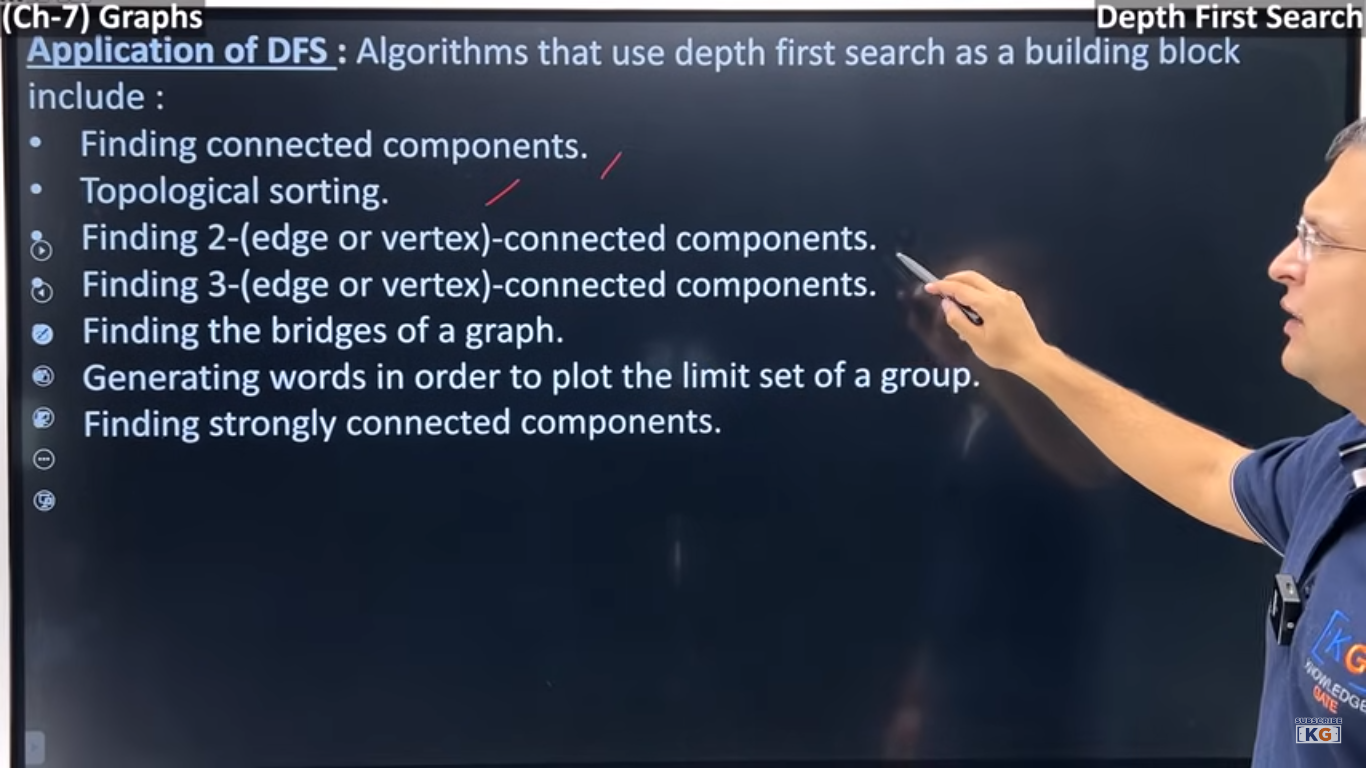 (Ch-7) Graphs
Depth First Search
Application of DFS : Algorithms that use depth first search as a building block
include :
• Finding connected components.
• Topological sorting.
• Finding 2-(edge or vertex)-connected components.
• Finding 3-(edge or vertex)-connected components.
Finding the bridges of a graph.
Generating words in order to plot the limit set of a group.
Finding strongly connected components.
KG
KNOWLEDGE
GATE
SUBSCRIBE
KG